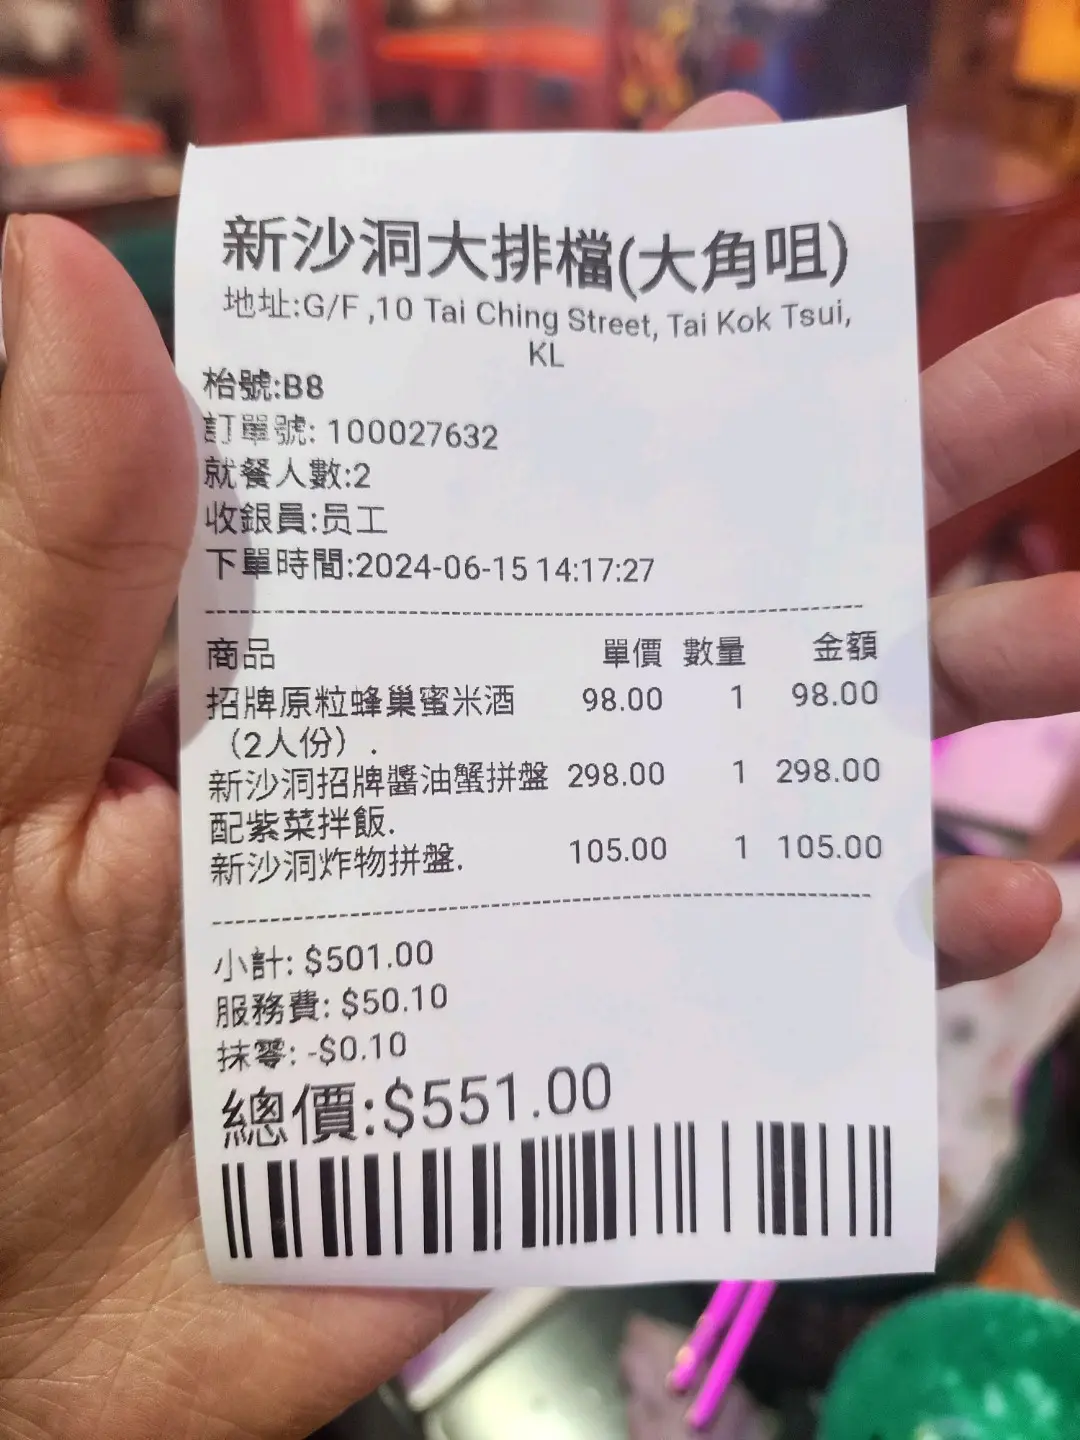 新沙洞大排檔(大角咀)
地址:G/F ,10 Tai Ching Street, Tai Kok Tsui,
KL
枱號:B8
訂單號: 100027632
就餐人數:2
收銀員:员工
下單時間:2024-06-15 14:17:27
商品 單價 數量 金額
招牌原粒蜂巢蜜米酒 98.00 1 98.00
(2人份) .
新沙洞招牌醬油蟹拼盤 298.00 1 298.00
配紫菜拌飯.
新沙洞炸物拼盤. 105.00 1 105.00
小計: $501.00
服務費: $50.10
抹零: -$0.10
總價:$551.00